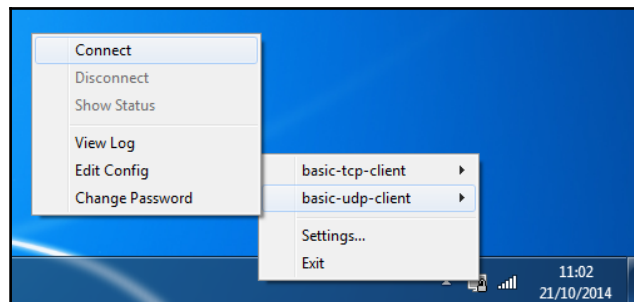 Connect
Disconnect
Show Status
View Log
Edit Config
Change Password
basic-tcp-client
basic-udp-client
Settings...
Exit
11:02
21/10/2014